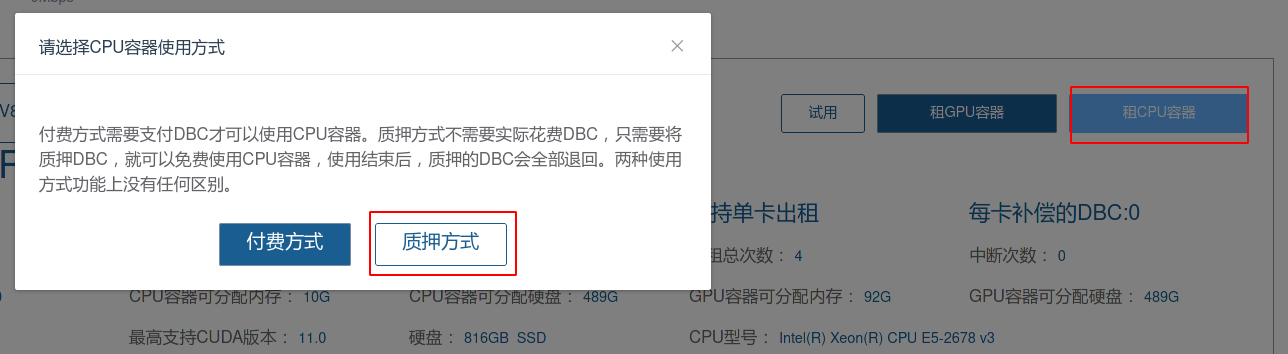 请选择CPU容器使用方式
V8
试用
租GPU容器
租CPU容器
付费方式需要支付DBC才可以使用CPU容器。质押方式不需要实际花费DBC，只需要将
质押DBC，就可以免费使用CPU容器，使用结束后，质押的DBC会全部退回。两种使用
方式功能上没有任何区别。
付费方式
质押方式
持单卡出租
每卡补偿的DBC:0
租总次数： 4
中断次数： 0
CPU容器可分配内存： 10G
CPU容器可分配硬盘： 489G
GPU容器可分配内存： 92G
GPU容器可分配硬盘： 489G
最高支持CUDA版本： 11.0
硬盘： 816GB SSD
CPU型号： Intel(R) Xeon(R) CPU E5-2678 v3